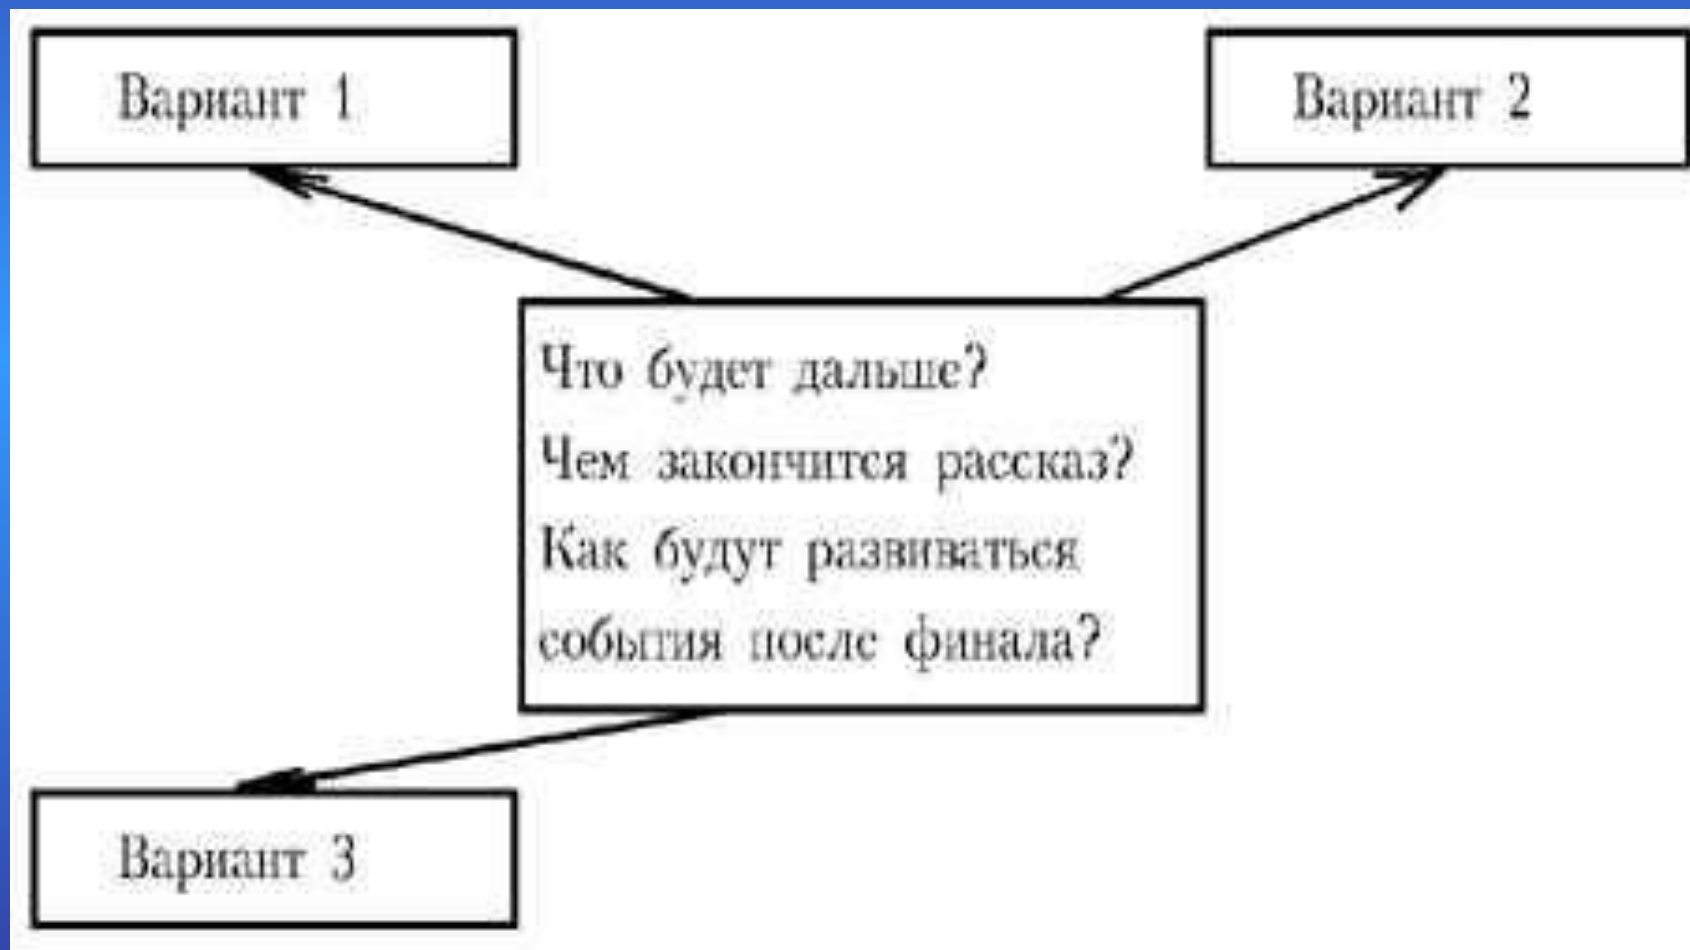 Вариант 1
Вариант 2
Что будет дальше?
Чем закончится рассказ?
Как будут развиваться
события после финала?
Вариант 3